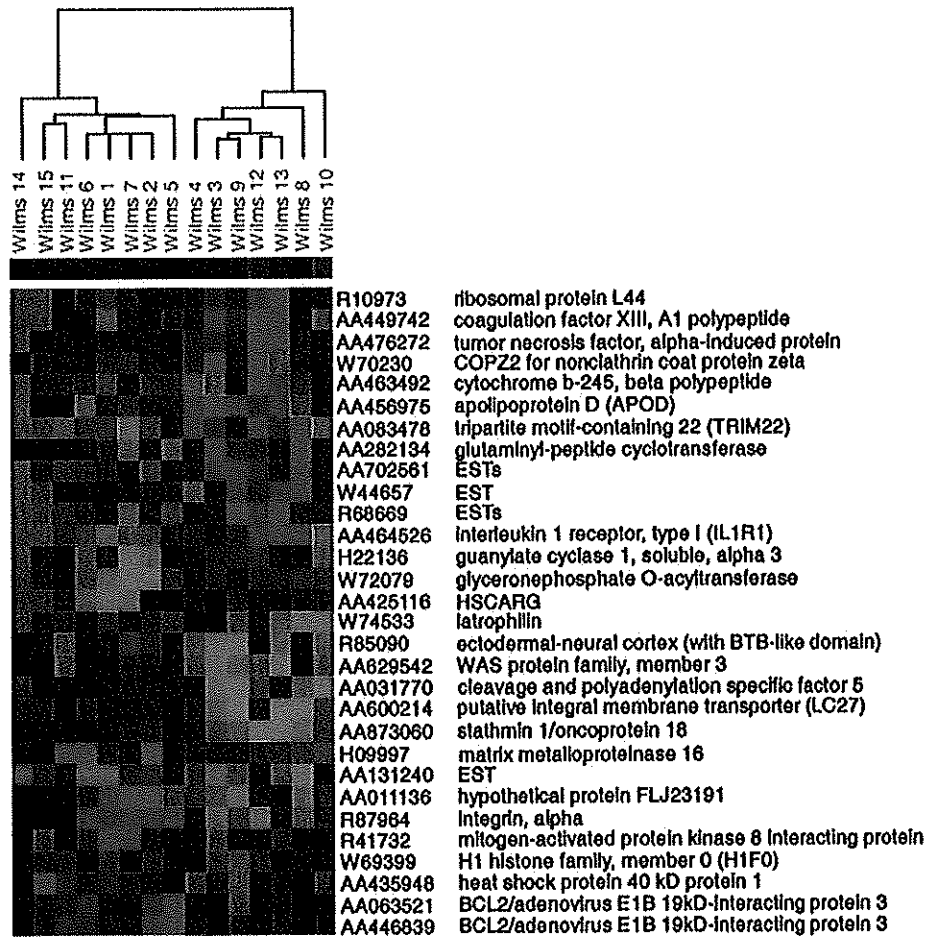 Wilms 14
Wilms 15
Wilms 11
Wilms 6
Wilms 1
Wilms 7
Wilms 2
Wilms 5
Wilms 4
Wilms 3
Wilms 9
Wilms 12
Wilms 13
Wilms 8
Wilms 10
R10973 ribosomal protein L44
AA449742 coagulation factor XIII, A1 polypeptide
AA476272 tumor necrosis factor, alpha-induced protein
W70230 COPZ2 for nonclathrin coat protein zeta
AA463492 cytochrome b-245, beta polypeptide
AA456975 apolipoprotein D (APOD)
AA083478 tripartite motif-containing 22 (TRIM22)
AA282134 glutaminyl-peptide cyclotransferase
AA702561 ESTs
W44657 EST
R68669 ESTs
AA464526 interleukin 1 receptor, type I (IL1R1)
H22136 guanylate cyclase 1, soluble, alpha 3
W72079 glyceronephosphate O-acyltransferase
AA425116 HSCARG
W74533 latrophilin
R85090 ectodermal-neural cortex (with BTB-like domain)
AA629542 WAS protein family, member 3
AA031770 cleavage and polyadenylation specific factor 5
AA600214 putative integral membrane transporter (LC27)
AA873060 stathmin 1/oncoprotein 18
H09997 matrix metalloproteinase 16
AA131240 EST
AA011136 hypothetical protein FLJ23191
R87964 integrin, alpha
R41732 mitogen-activated protein kinase 8 interacting protein
W69399 H1 histone family, member 0 (H1F0)
AA435948 heat shock protein 40 kD protein 1
AA063521 BCL2/adenovirus E1B 19kD-interacting protein 3
AA446839 BCL2/adenovirus E1B 19kD-interacting protein 3